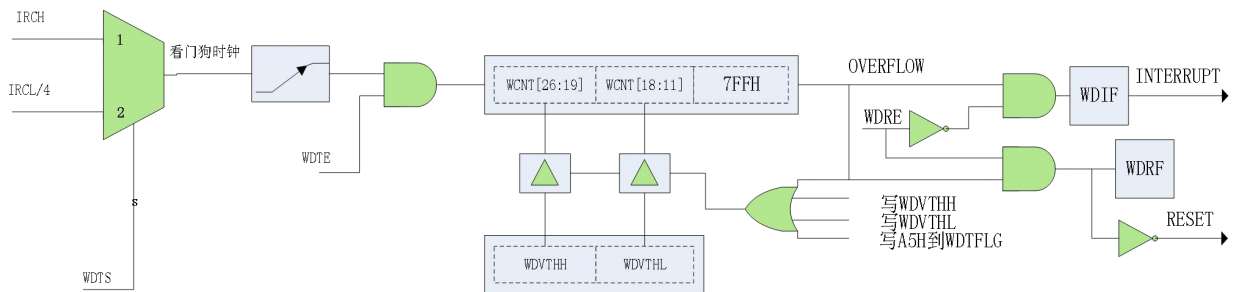 IRCH
1
看门狗时钟
IRCL/4
2
WCNT[26:19]
WCNT[18:11]
7FFH
OVERFLOW
WDIF
INTERRUPT
WDRE
WDTE
WDRF
s
写WDVTHH
写WDVTHL
写A5H到WDTFLG
RESET
WDVTHH
WDVTHL
WDTS